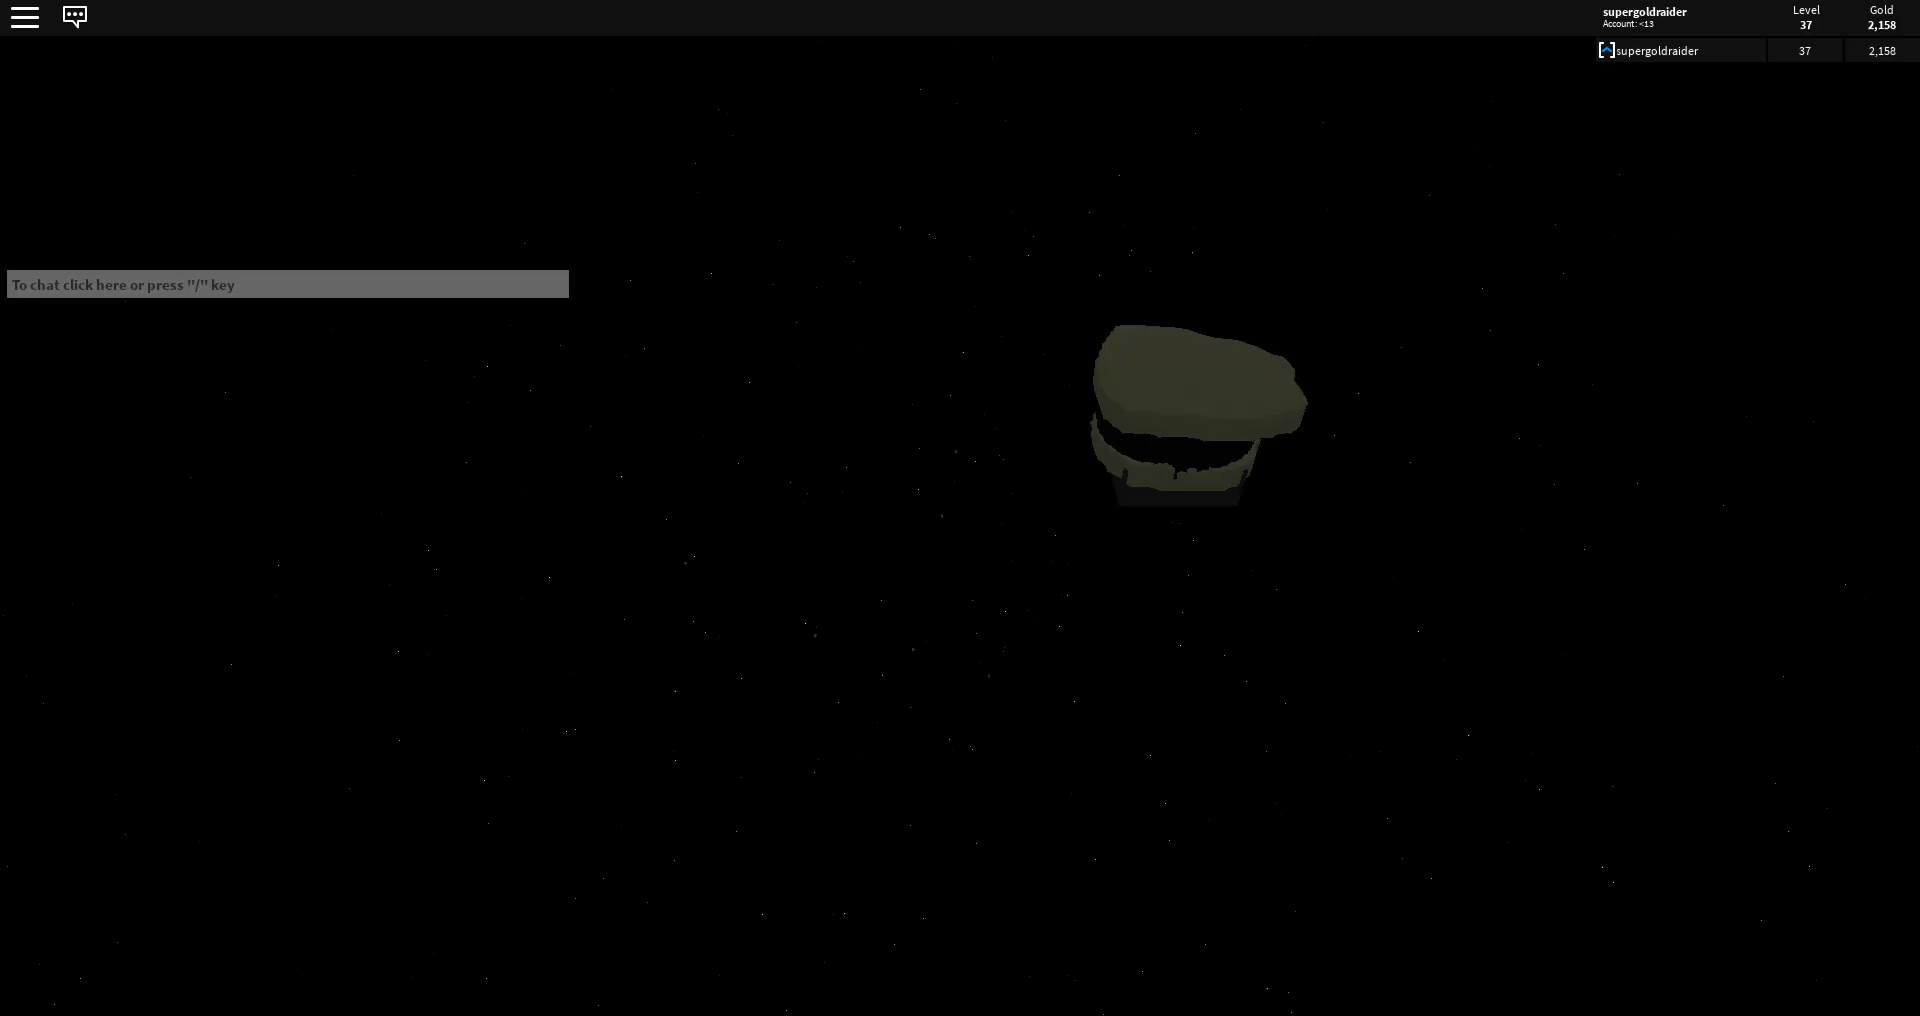 supergoldraider
Account: <13
Level
37
Gold
2,158
supergoldraider
37
2,158
To chat click here or press "/" key